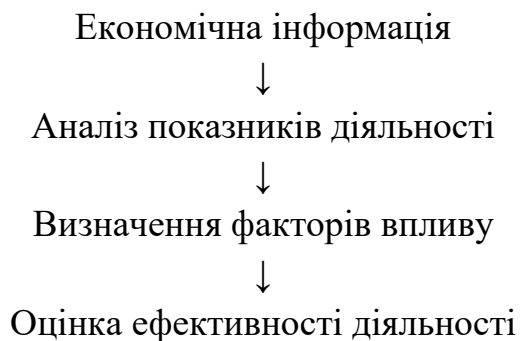 Економічна інформація
↓
Аналіз показників діяльності
↓
Визначення факторів впливу
↓
Оцінка ефективності діяльності